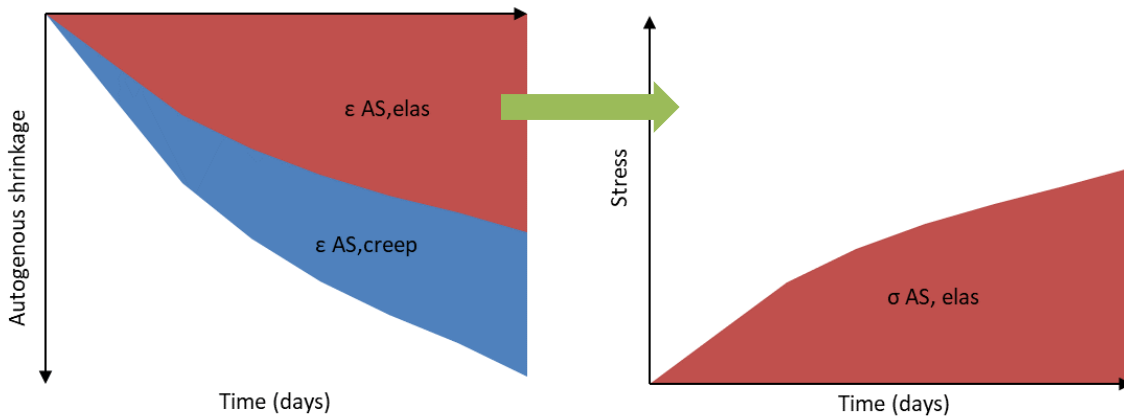 Autogenous shrinkage
ε AS,elas
ε AS,creep
Time (days)
Stress
σ AS, elas
Time (days)